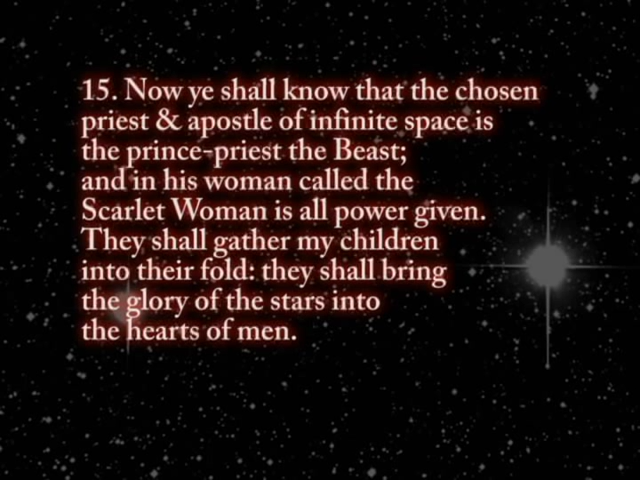 15. Now ye shall know that the chosen
priest & apostle of infinite space is
the prince-priest the Beast;
and in his woman called the
Scarlet Woman is all power given.
They shall gather my children
into their fold: they shall bring
the glory of the stars into
the hearts of men.